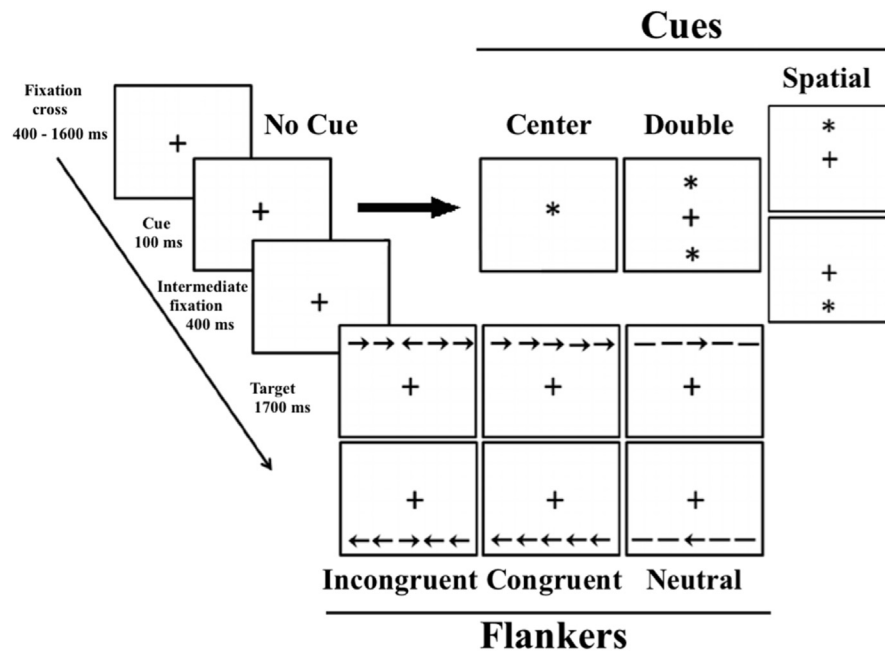 Cues
Spatial
Fixation
cross
400 - 1600 ms
No Cue
Center
Double
Cue
100 ms
Intermediate
fixation
400 ms
Target
1700 ms
Incongruent
Congruent
Neutral
Flankers